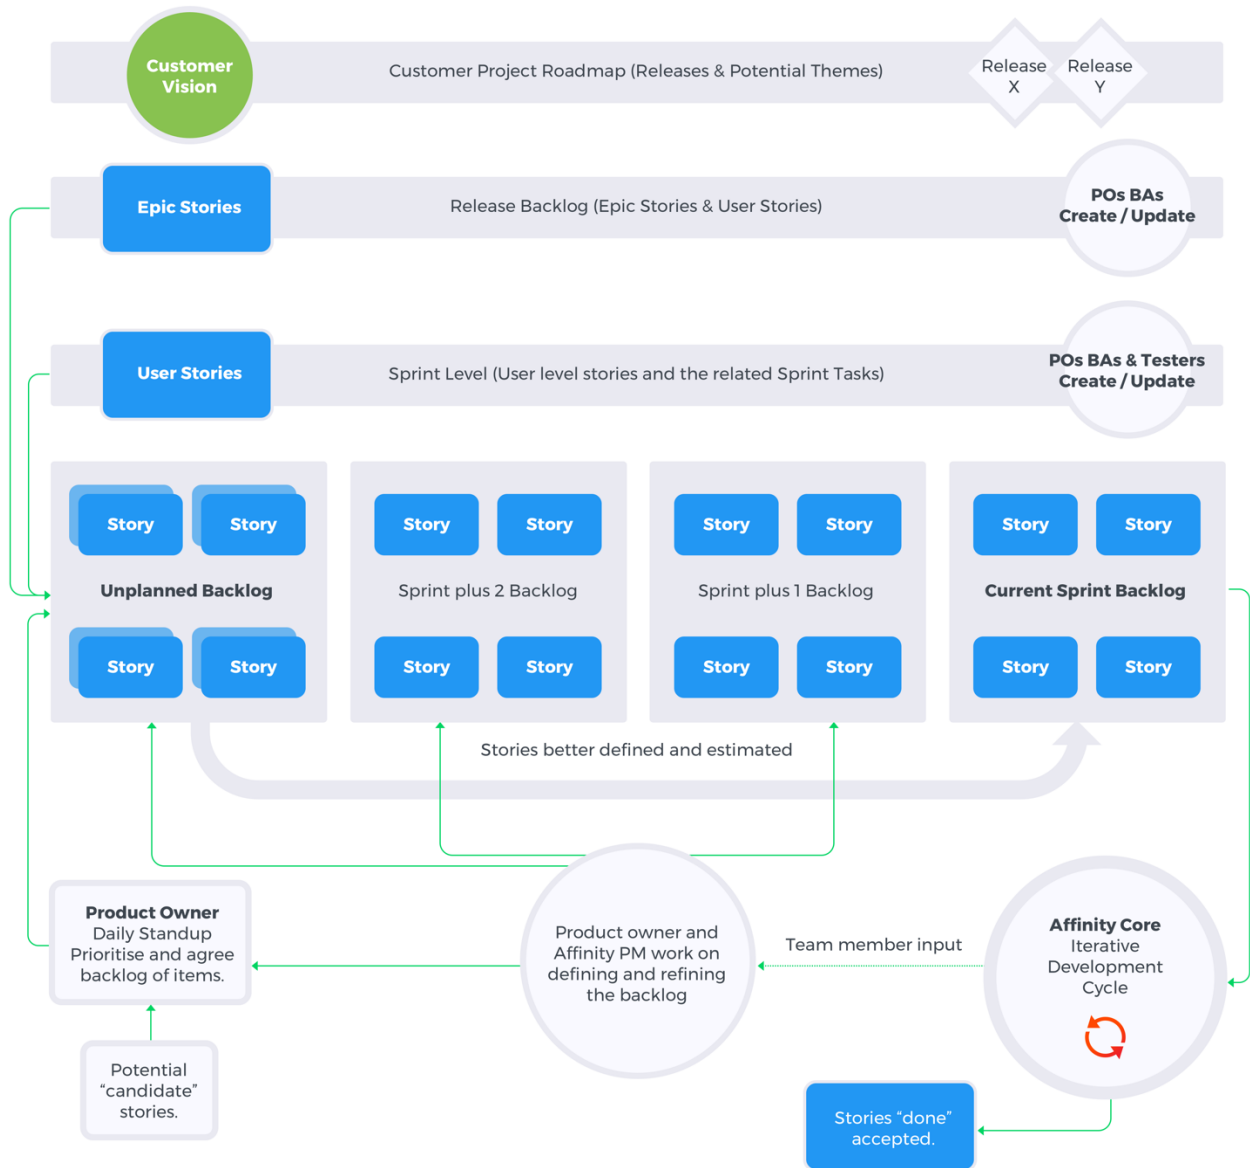 Customer
Vision
Customer Project Roadmap (Releases & Potential Themes)
Release
X
Release
Y
Epic Stories
Release Backlog (Epic Stories & User Stories)
POs BAs
Create / Update
User Stories
Sprint Level (User level stories and the related Sprint Tasks)
POs BAs & Testers
Create / Update
Story
Story
Unplanned Backlog
Story
Story
Story
Story
Sprint plus 2 Backlog
Story
Story
Story
Story
Sprint plus 1 Backlog
Story
Story
Story
Story
Current Sprint Backlog
Story
Story
Stories better defined and estimated
Product Owner
Daily Standup
Prioritise and agree
backlog of items.
Potential
“candidate”
stories.
Product owner and
Affinity PM work on
defining and refining
the backlog
Team member input
Affinity Core
Iterative
Development
Cycle
Stories “done”
accepted.